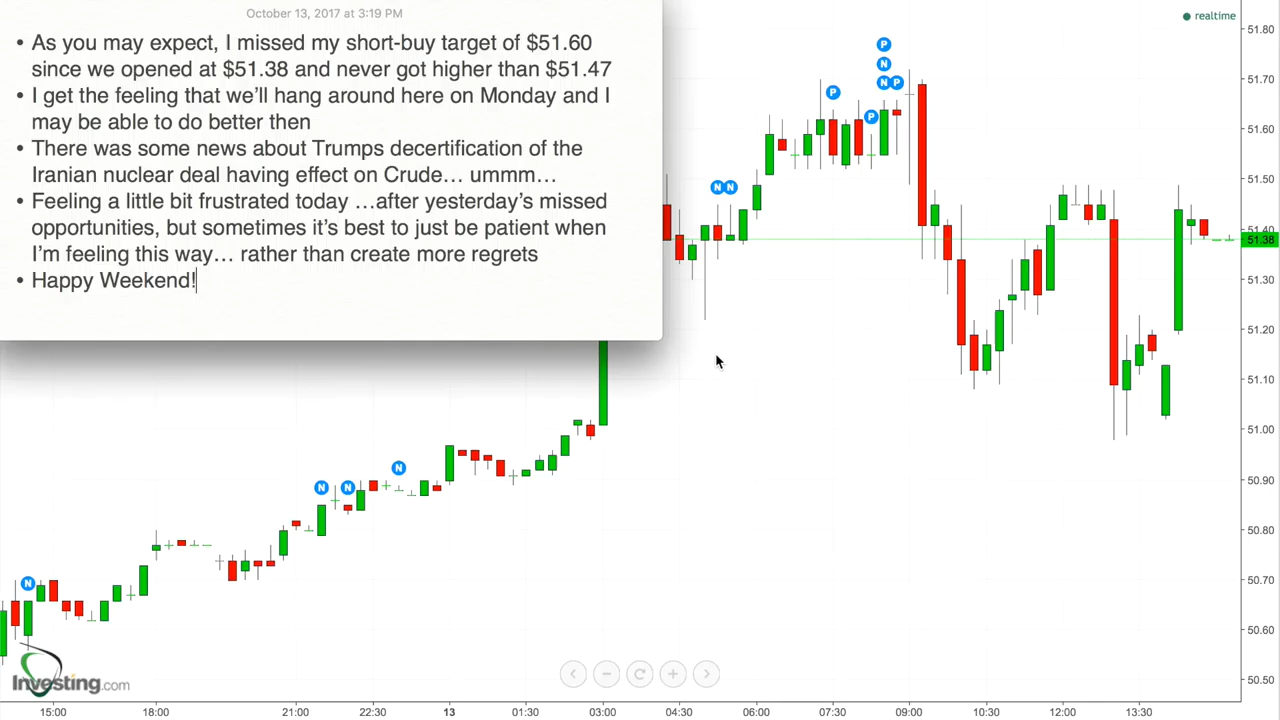 October 13, 2017 at 3:19 PM
• As you may expect, I missed my short-buy target of $51.60
since we opened at $51.38 and never got higher than $51.47
• I get the feeling that we'll hang around here on Monday and I
may be able to do better then
• There was some news about Trumps decertification of the
Iranian nuclear deal having effect on Crude… ummm…
• Feeling a little bit frustrated today …after yesterday's missed
opportunities, but sometimes it's best to just be patient when
I'm feeling this way… rather than create more regrets
• Happy Weekend!
realtime
51.80
51.70
51.60
51.50
51.40
51.38
51.30
51.20
51.10
51.00
50.90
50.80
50.70
50.60
50.50
P
N
N P
P
P
N N
N
N N
N
Investing.com
15:00 18:00 21:00 22:30 13 01:30 03:00 04:30 06:00 07:30 09:00 10:30 12:00 13:30